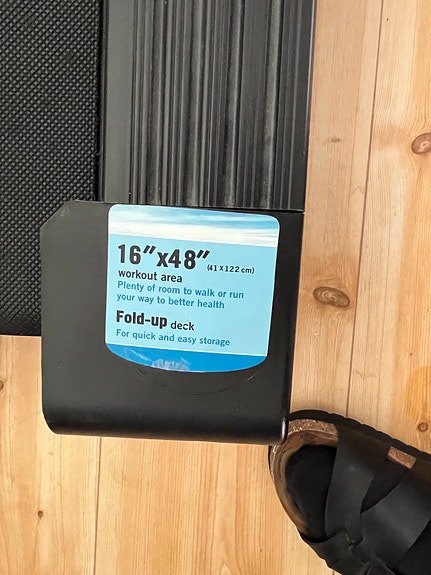 16"x48" (41 x 122 cm)
workout area
Plenty of room to walk or run
your way to better health
Fold-up deck
For quick and easy storage